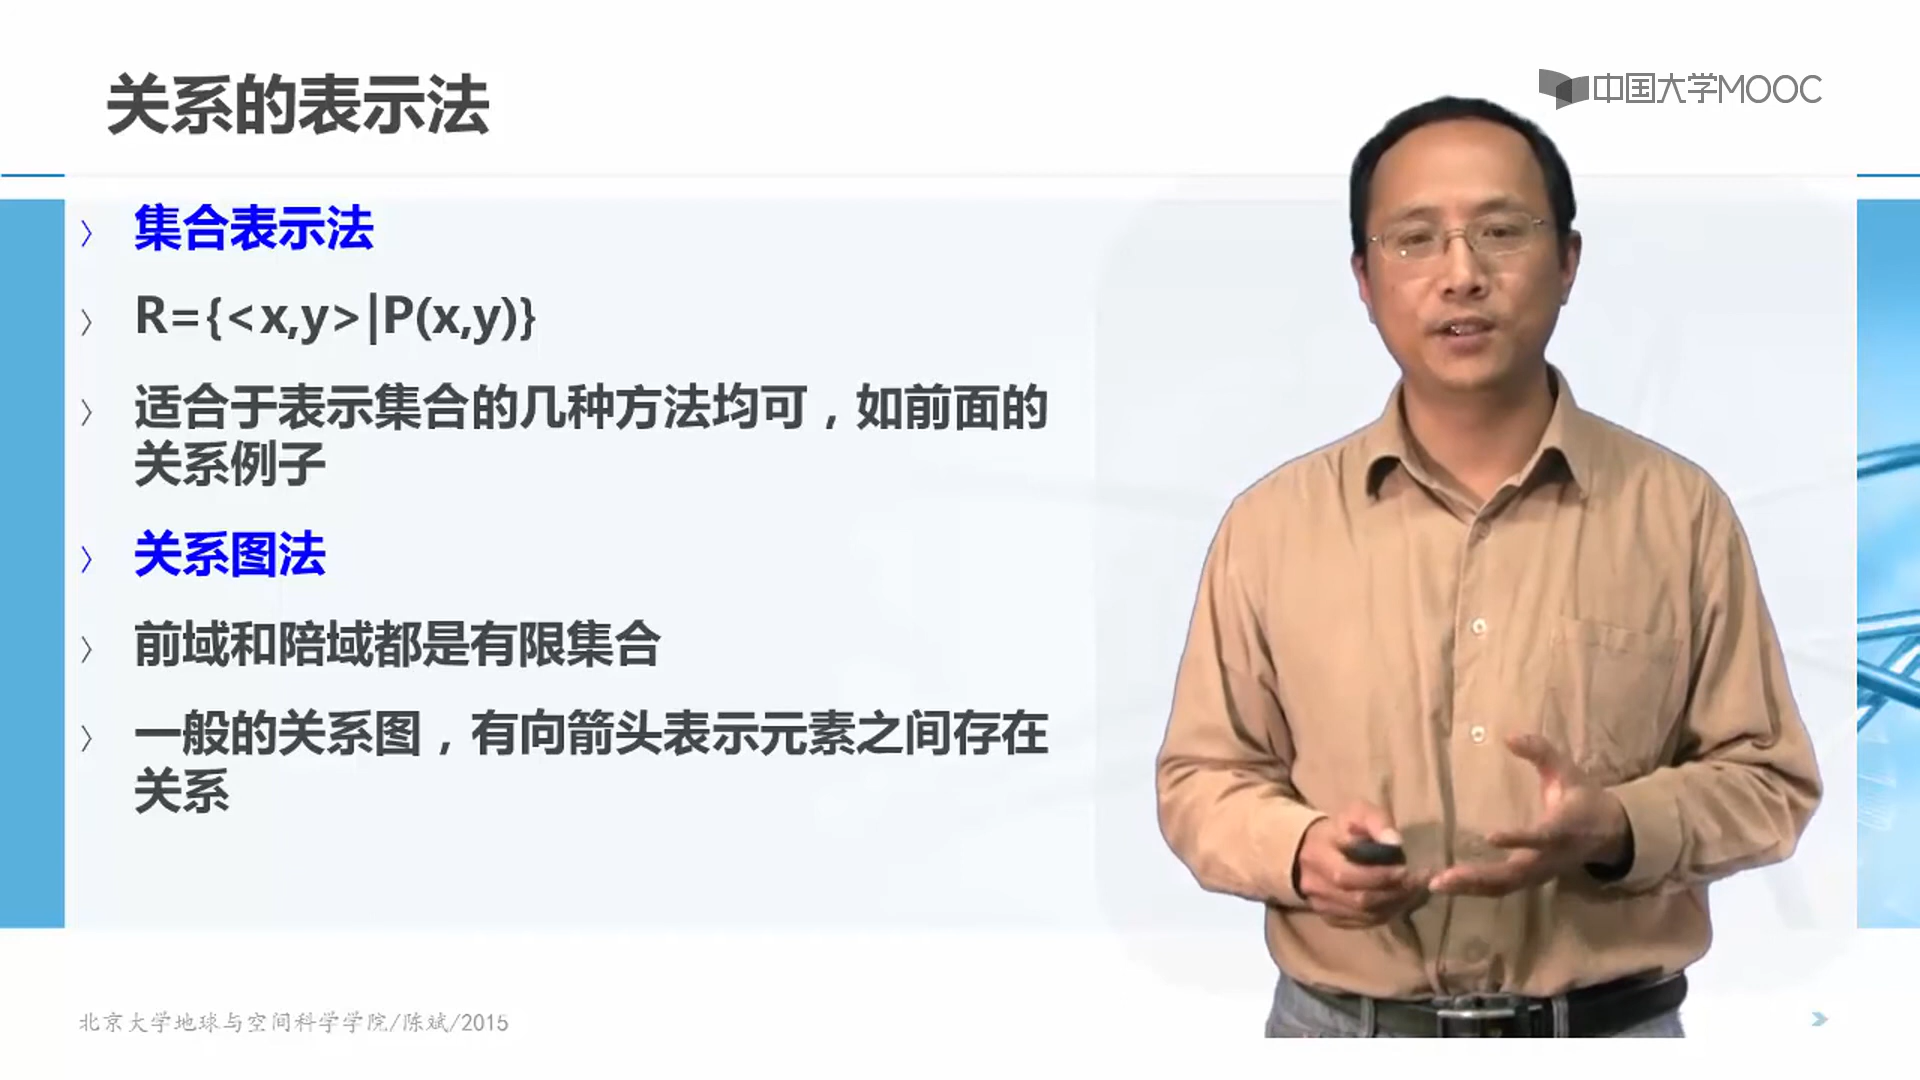 关系的表示法
中国大学MOOC
集合表示法
R={<x,y>|P(x,y)}
适合于表示集合的几种方法均可，如前面的
关系例子
关系图法
前域和陪域都是有限集合
一般的关系图，有向箭头表示元素之间存在
关系
北京大学地球与空间科学学院/陈斌/2015